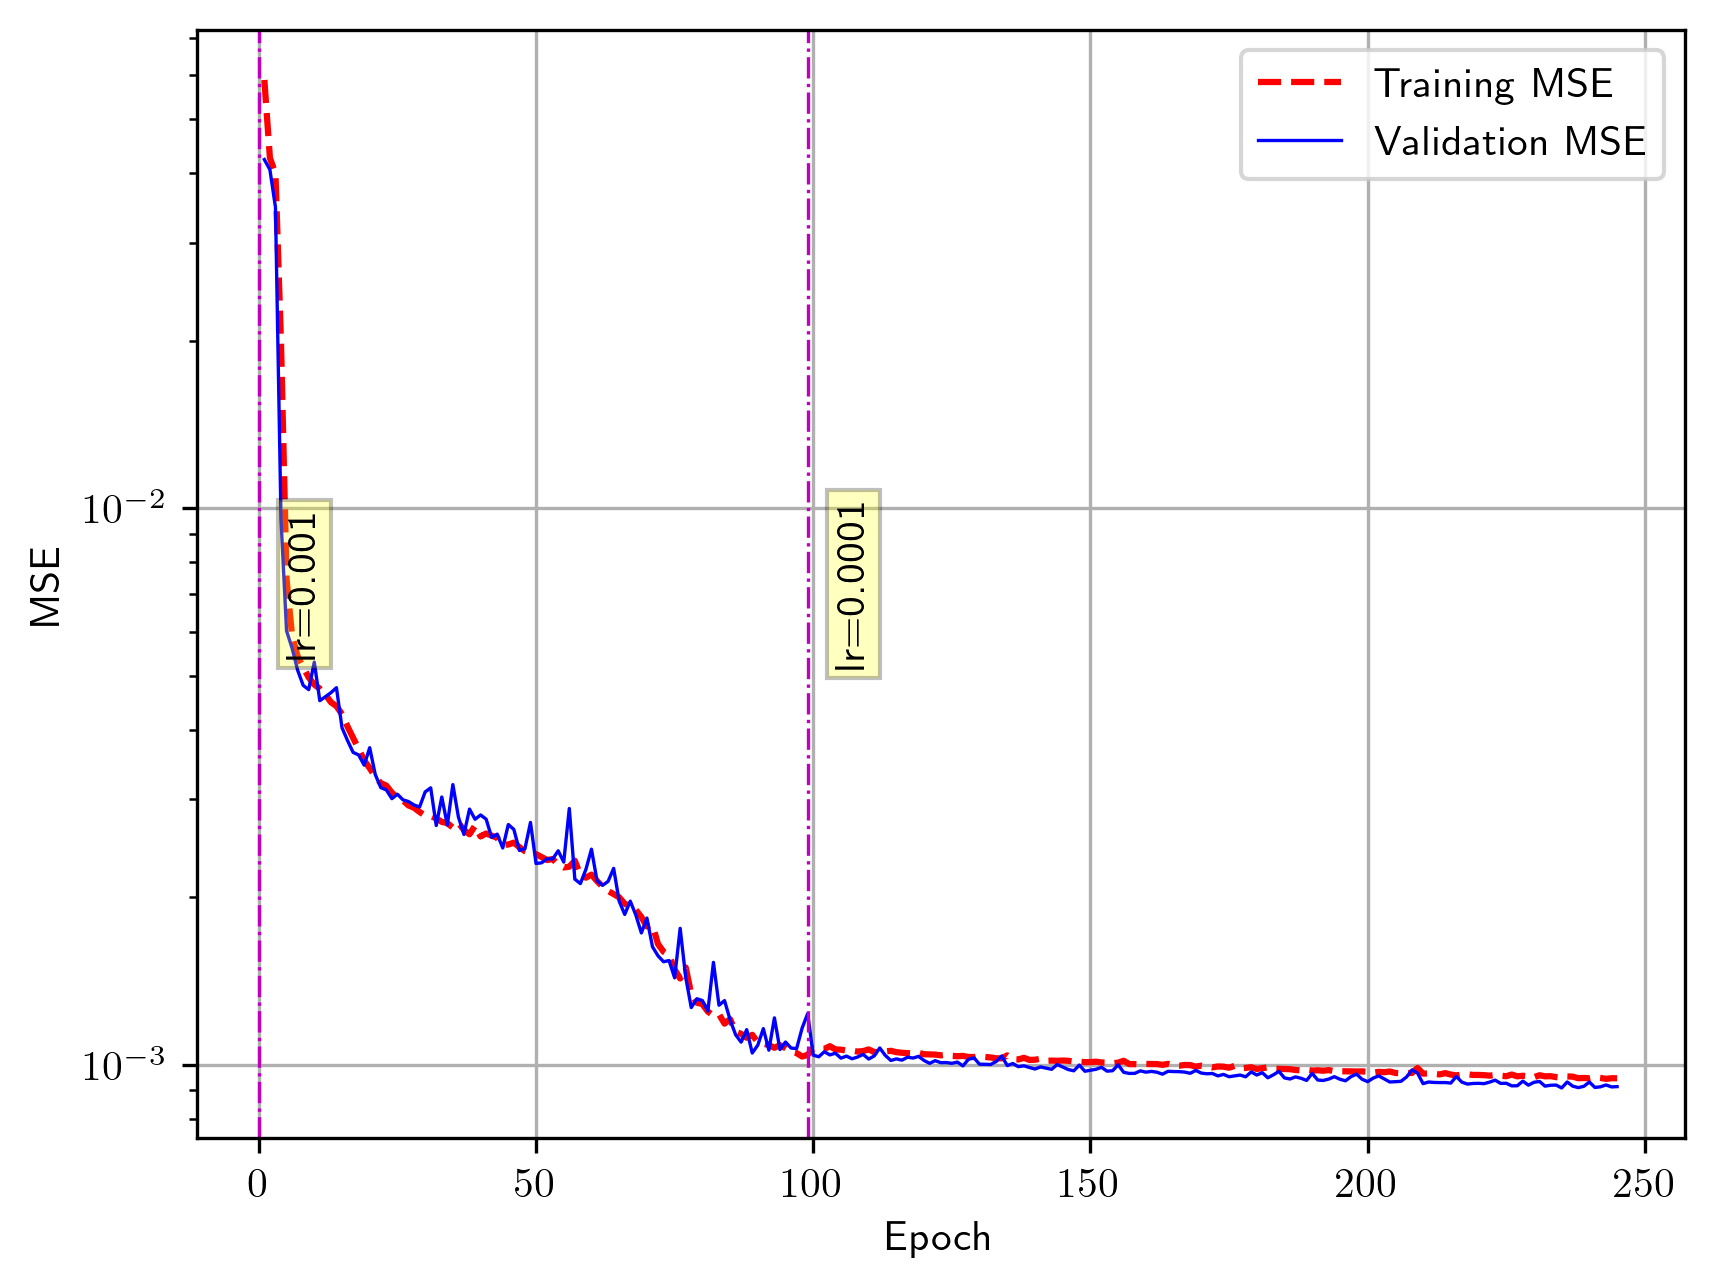 Training MSE
Validation MSE
10⁻²
10⁻³
MSE
lr=0.001
lr=0.0001
0 50 100 150 200 250
Epoch